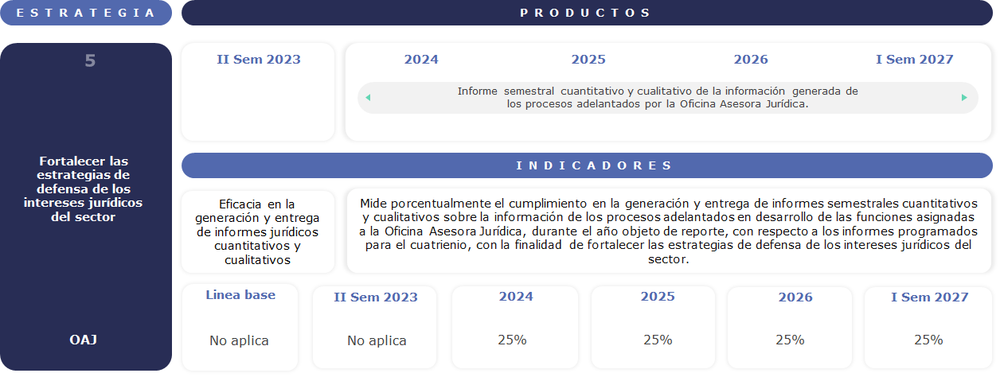 ESTRATEGIA
PRODUCTOS
5
Fortalecer las
estrategias de
defensa de los
intereses jurídicos
del sector
OAJ
II Sem 2023
2024
2025
2026
I Sem 2027
Informe semestral cuantitativo y cualitativo de la información generada de
los procesos adelantados por la Oficina Asesora Jurídica.
INDICADORES
Eficacia en la
generación y entrega
de informes jurídicos
cuantitativos y
cualitativos
Mide porcentualmente el cumplimiento en la generación y entrega de informes semestrales cuantitativos
y cualitativos sobre la información de los procesos adelantados en desarrollo de las funciones asignadas
a la Oficina Asesora Jurídica, durante el año objeto de reporte, con respecto a los informes programados
para el cuatrienio, con la finalidad de fortalecer las estrategias de defensa de los intereses jurídicos del
sector.
Linea base
II Sem 2023
2024
2025
2026
I Sem 2027
No aplica
No aplica
25%
25%
25%
25%